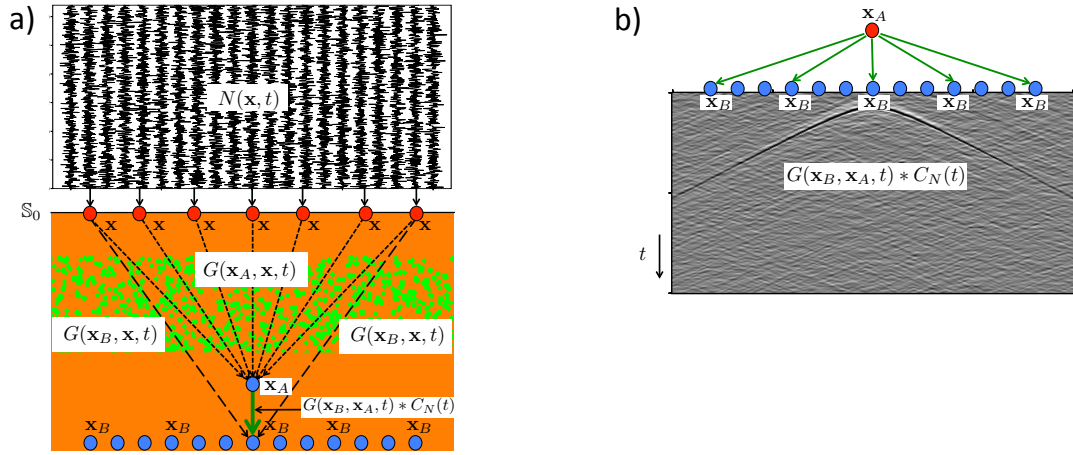 a)
N(𝐱, t)
𝕊₀
𝐱 𝐱 𝐱 𝐱 𝐱 𝐱 𝐱
G(𝐱_A, 𝐱, t)
G(𝐱_B, 𝐱, t) G(𝐱_B, 𝐱, t)
𝐱_A
G(𝐱_B, 𝐱_A, t) ∗ C_N(t)
𝐱_B 𝐱_B 𝐱_B 𝐱_B 𝐱_B
b)
𝐱_A
𝐱_B 𝐱_B 𝐱_B 𝐱_B 𝐱_B
G(𝐱_B, 𝐱_A, t) ∗ C_N(t)
t